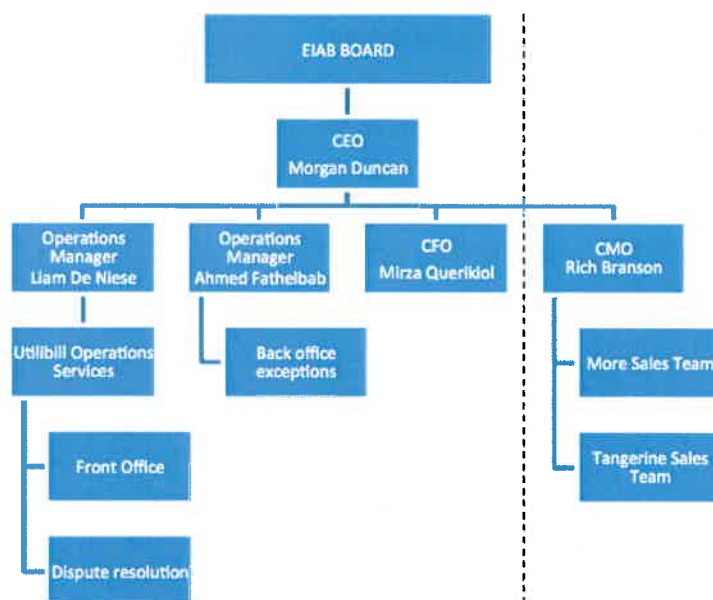 EIAB BOARD
CEO
Morgan Duncan
Operations
Manager
Liam De Niese
Operations
Manager
Ahmed Fathelbab
CFO
Mirza Querikiol
CMO
Rich Branson
Utilibill Operations
Services
Back office
exceptions
More Sales Team
Front Office
Tangerine Sales
Team
Dispute resolution